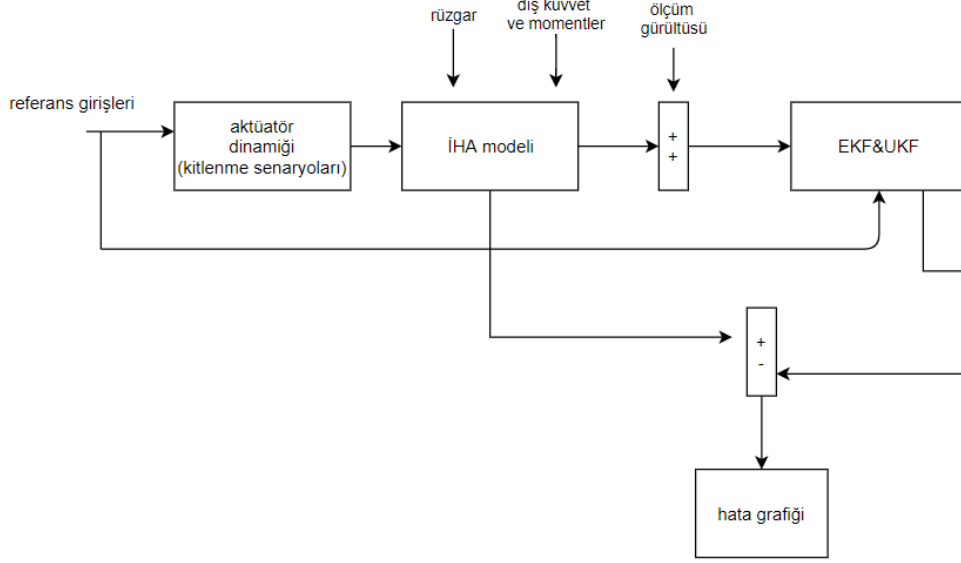 rüzgar
dış kuvvet
ve momentler
ölçüm
gürültüsü
referans girişleri
aktüatör
dinamiği
(kitlenme senaryoları)
İHA modeli
+
+
EKF&UKF
+
-
hata grafiği